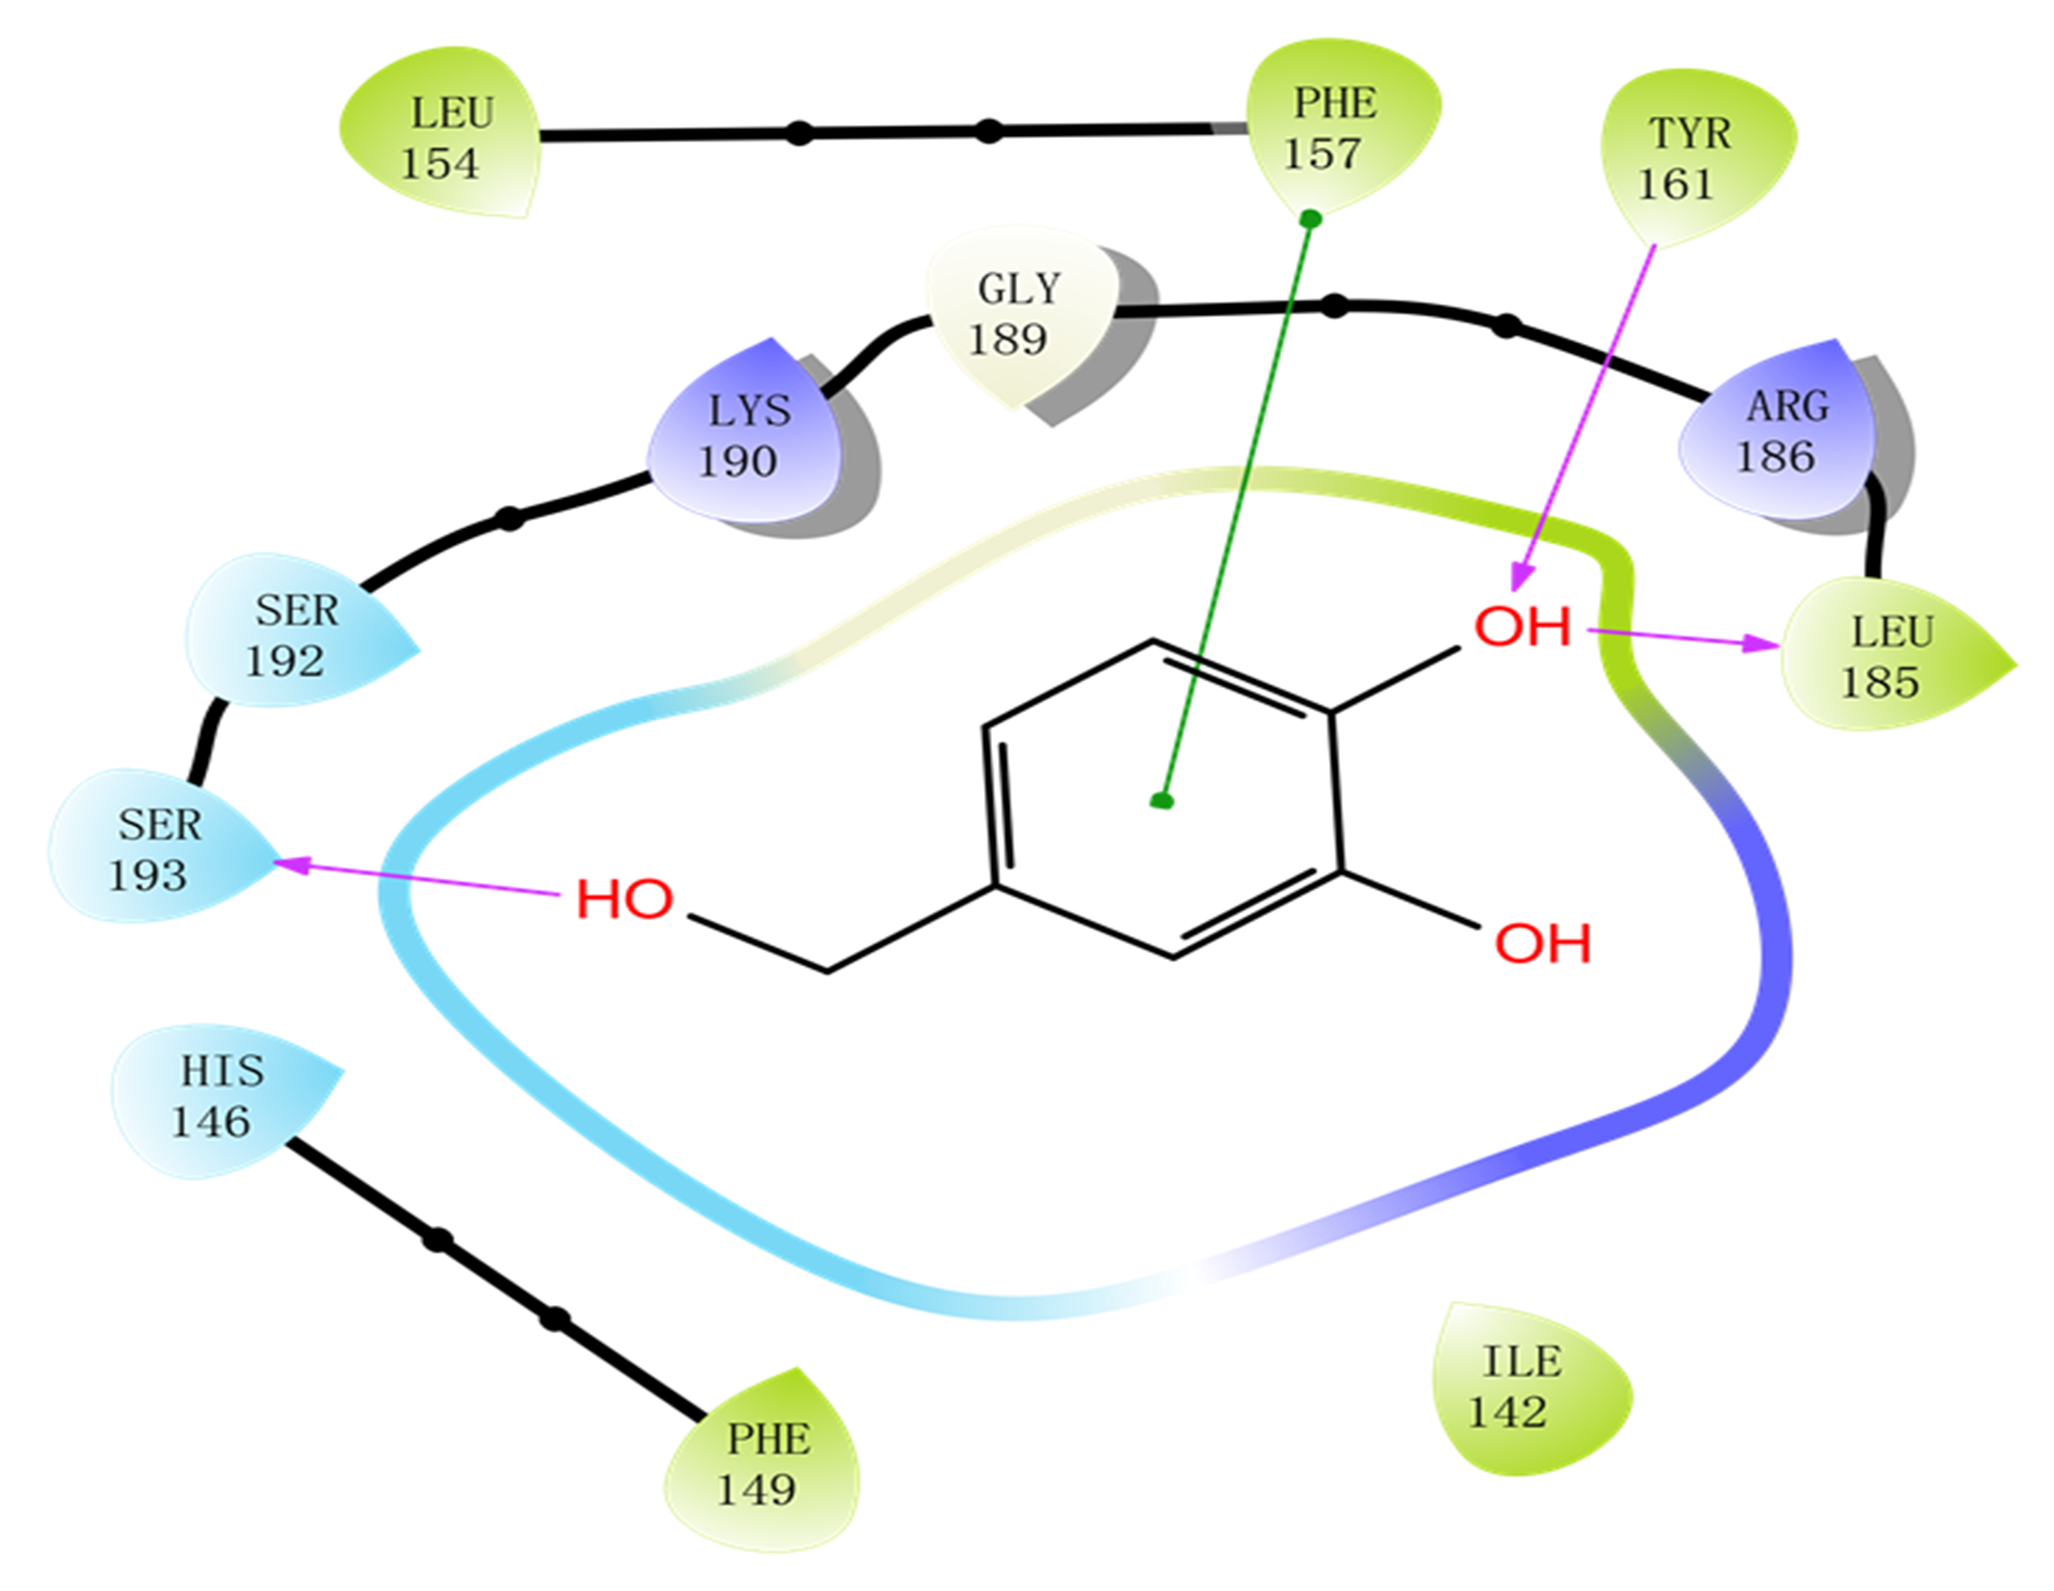 LEU
154
PHE
157
TYR
161
GLY
189
LYS
190
ARG
186
SER
192
OH
LEU
185
SER
193
HO
OH
HIS
146
ILE
142
PHE
149